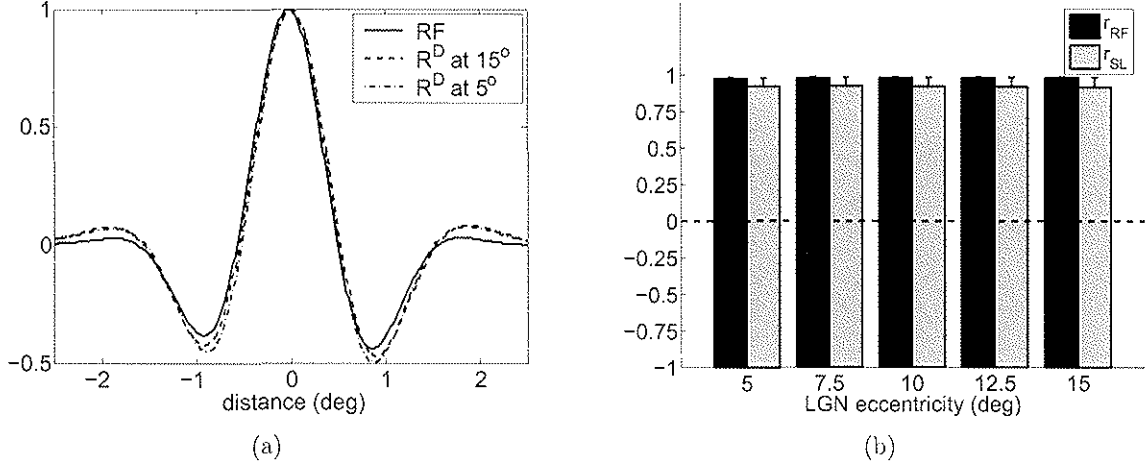 1
0.5
0
−0.5
−2
−1
0
1
2
distance (deg)
RF
R^D at 15°
R^D at 5°
(a)
r_RF
r_SL
1
0.75
0.5
0.25
0
−0.25
−0.5
−0.75
−1
5
7.5
10
12.5
15
LGN eccentricity (deg)
(b)